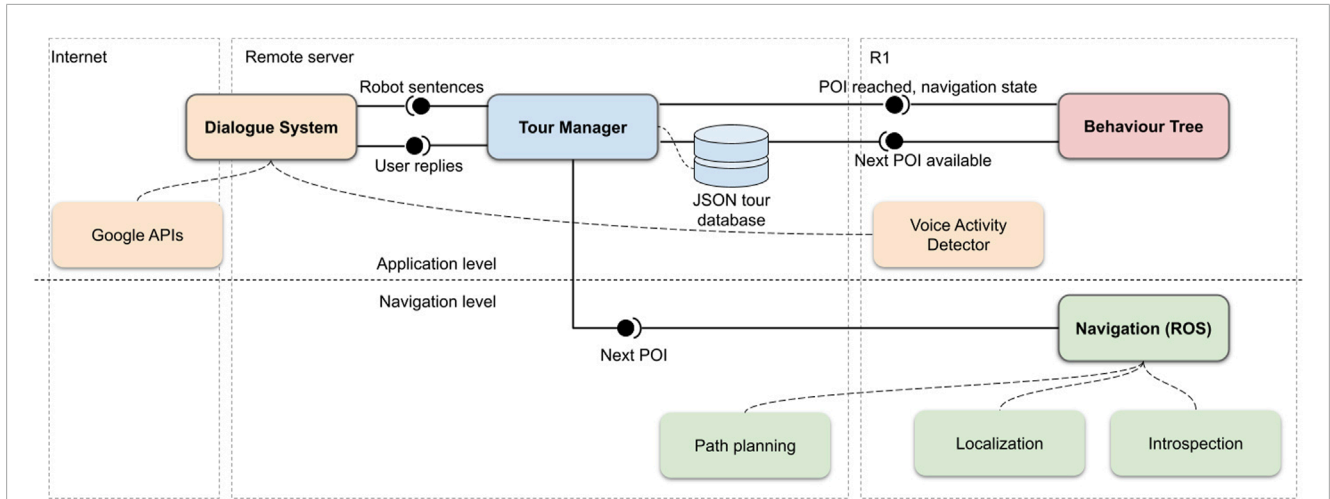 Internet
Remote server
R1
Robot sentences
POI reached, navigation state
Dialogue System
Tour Manager
Behaviour Tree
User replies
Next POI available
JSON tour
database
Google APIs
Voice Activity
Detector
Application level
Navigation level
Navigation (ROS)
Next POI
Path planning
Localization
Introspection